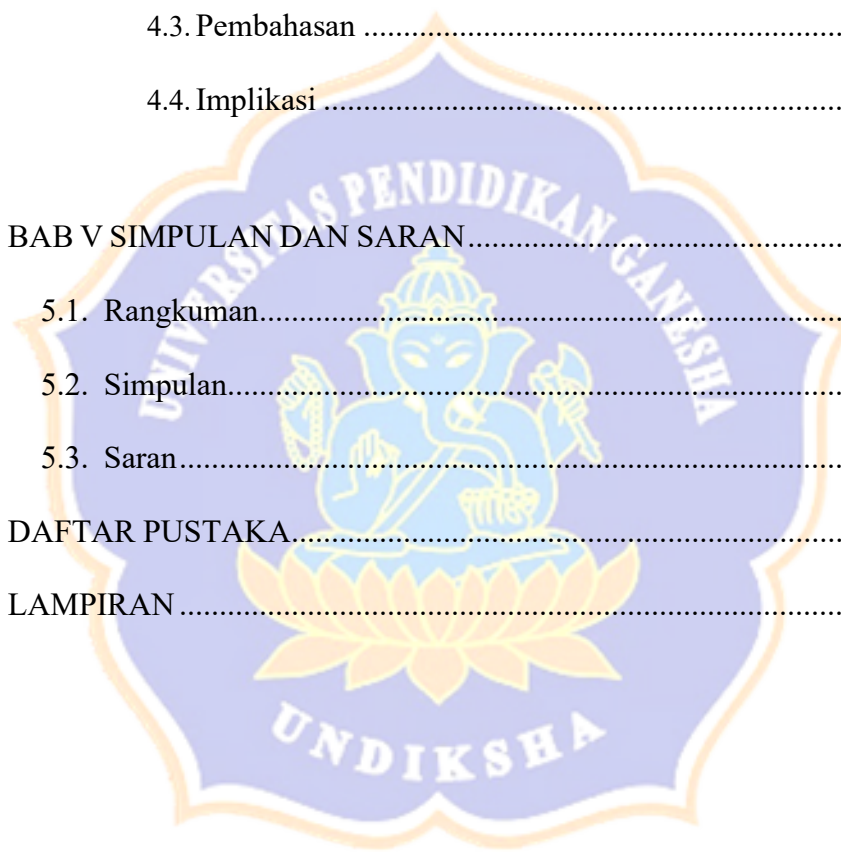 4.3. Pembahasan ........................................................
4.4. Implikasi ............................................................
UNIVERSITAS PENDIDIKAN GANESHA
BAB V SIMPULAN DAN SARAN ..........................................
5.1. Rangkuman ................................................................
5.2. Simpulan ...................................................................
5.3. Saran .........................................................................
DAFTAR PUSTAKA .............................................................
LAMPIRAN ..........................................................................
UNDIKSHA